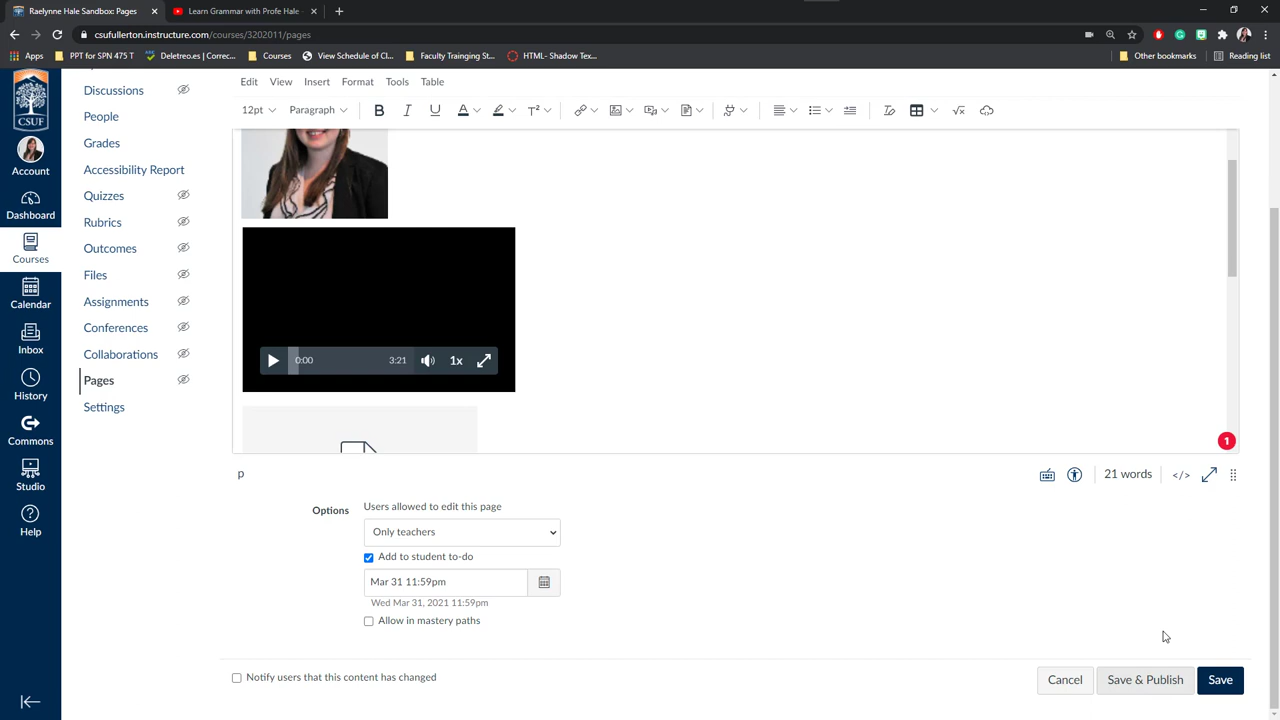 Raelynne Hale Sandbox: Pages
Learn Grammar with Profe Hale
csufullerton.instructure.com/courses/3202011/pages
Apps
PPT for SPN 475 T
Deletreo.es | Correc...
Courses
View Schedule of Cl...
Faculty Trainging St...
HTML- Shadow Tex...
Other bookmarks
Reading list
CSUF
Account
Dashboard
Courses
Calendar
Inbox
History
Commons
Studio
Help
Discussions
People
Grades
Accessibility Report
Quizzes
Rubrics
Outcomes
Files
Assignments
Conferences
Collaborations
Pages
Settings
Edit View Insert Format Tools Table
12pt Paragraph
0:00 3:21 1x
1
p
21 words </>
Options
Users allowed to edit this page
Only teachers
Add to student to-do
Mar 31 11:59pm
Wed Mar 31, 2021 11:59pm
Allow in mastery paths
Notify users that this content has changed
Cancel
Save & Publish
Save